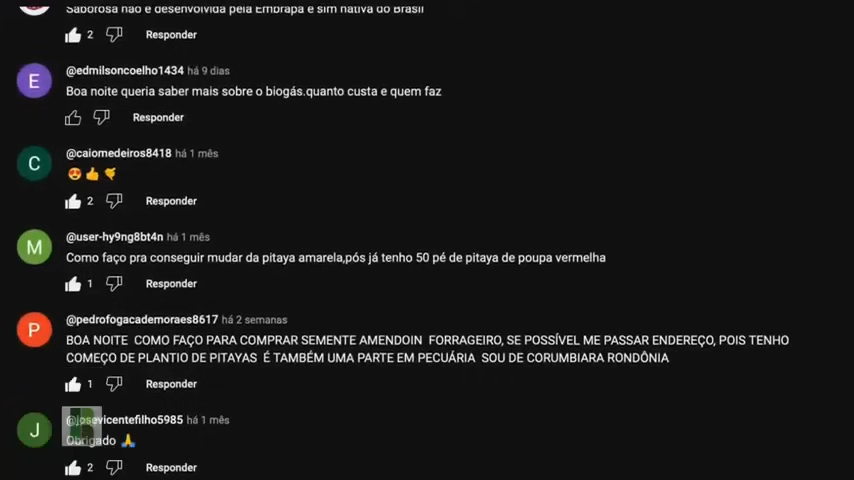 Saborosa não é desenvolvida pela Embrapa é sim nativa do Brasil
2 Responder
E @edmilsoncoelho1434 há 9 dias
Boa noite queria saber mais sobre o biogás.quanto custa e quem faz
Responder
C @caiomedeiros8418 há 1 mês
😍👍🤙
2 Responder
M @user-hy9ng8bt4n há 1 mês
Como faço pra conseguir mudar da pitaya amarela,pós já tenho 50 pé de pitaya de poupa vermelha
1 Responder
P @pedrofogacademoraes8617 há 2 semanas
BOA NOITE COMO FAÇO PARA COMPRAR SEMENTE AMENDOIN FORRAGEIRO, SE POSSÍVEL ME PASSAR ENDEREÇO, POIS TENHO
COMEÇO DE PLANTIO DE PITAYAS É TAMBÉM UMA PARTE EM PECUÁRIA SOU DE CORUMBIARA RONDÔNIA
1 Responder
J @josevicentefilho5985 há 1 mês
Obrigado 🙏
2 Responder